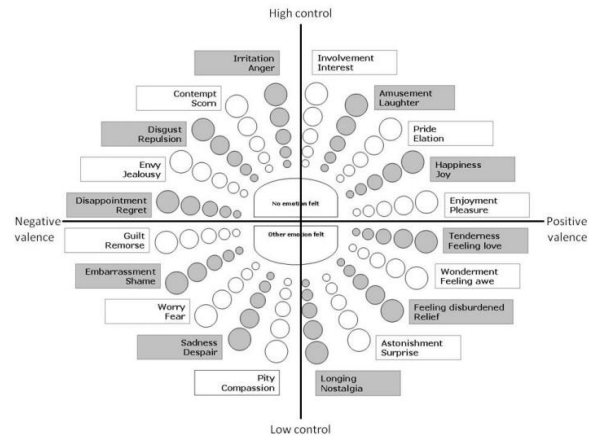 High control
Irritation
Anger
Involvement
Interest
Contempt
Scorn
Amusement
Laughter
Disgust
Repulsion
Pride
Elation
Envy
Jealousy
Happiness
Joy
Disappointment
Regret
No emotion felt
Enjoyment
Pleasure
Negative
valence
Positive
valence
Guilt
Remorse
Other emotion felt
Tenderness
Feeling love
Embarrassment
Shame
Wonderment
Feeling awe
Worry
Fear
Feeling disburdened
Relief
Sadness
Despair
Astonishment
Surprise
Pity
Compassion
Longing
Nostalgia
Low control